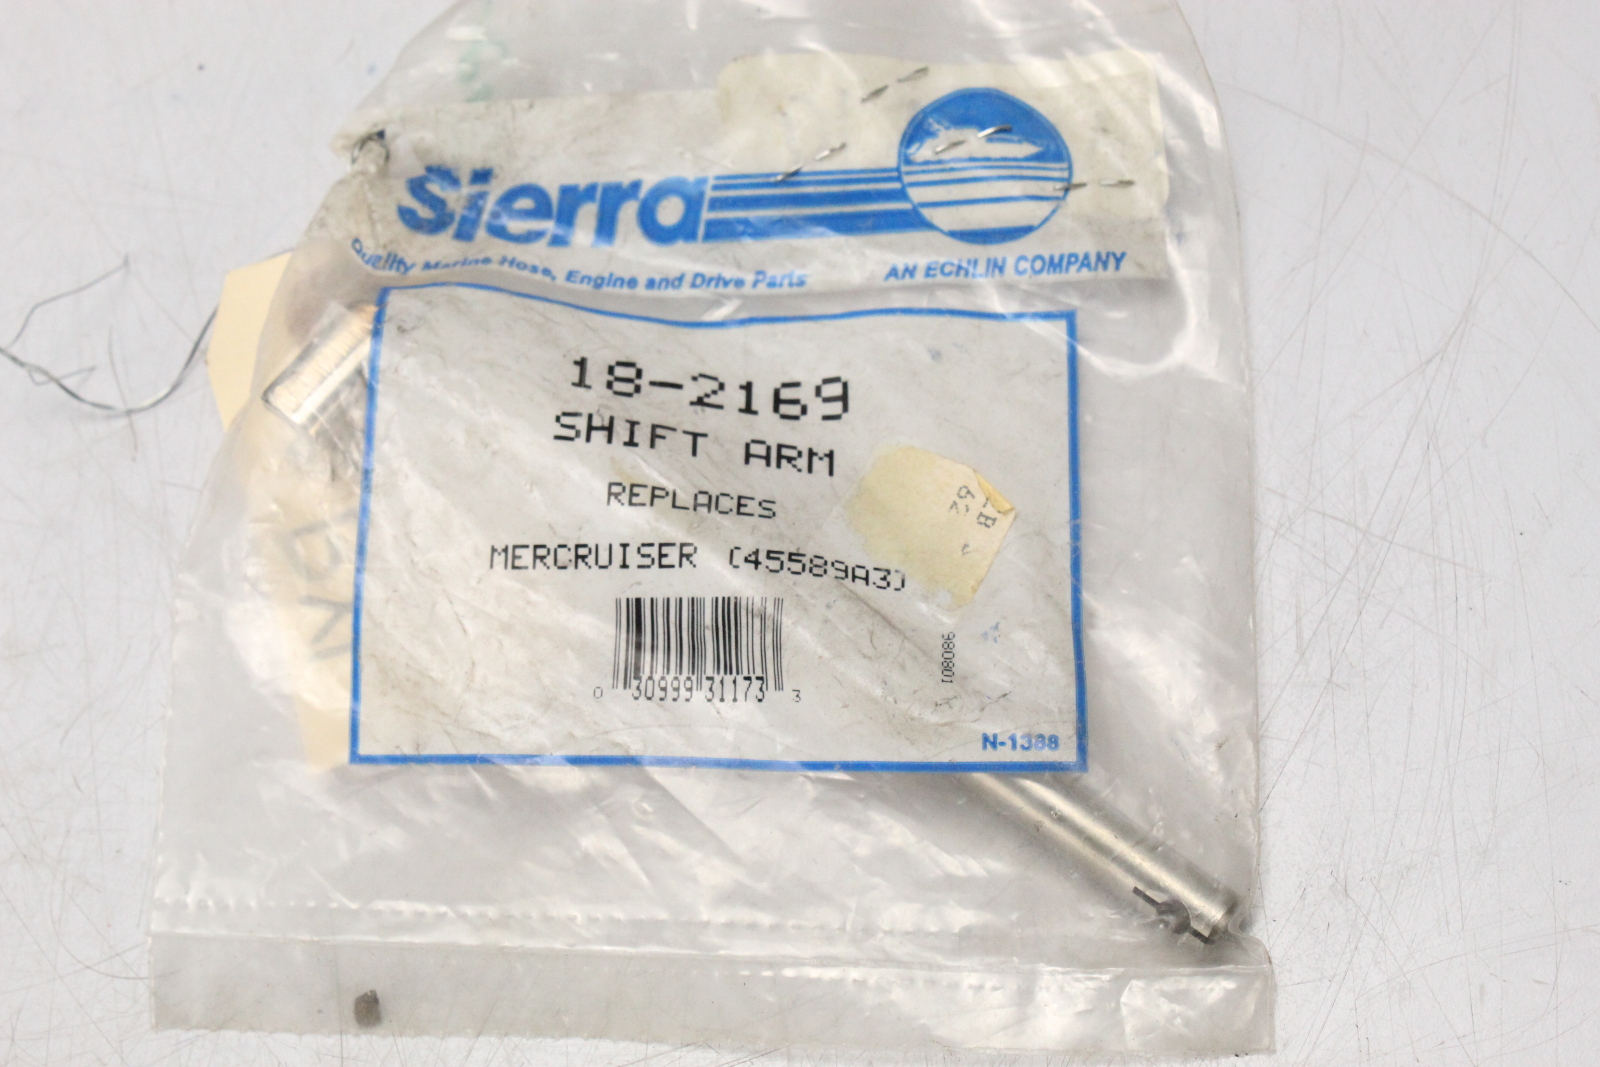 Sierra
Quality Marine Hose, Engine and Drive Parts
AN ECHLIN COMPANY
18-2169
SHIFT ARM
REPLACES
MERCRUISER (45589A3)
0 30999 31173 3
980801
N-1388